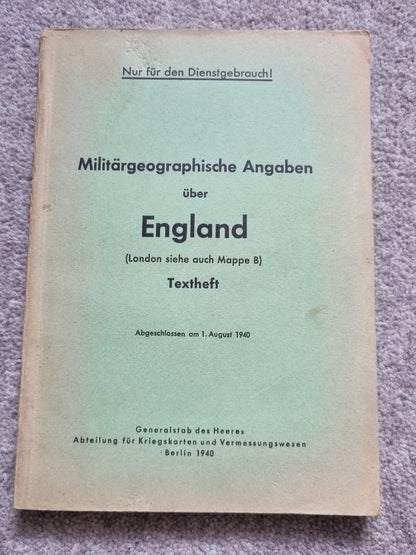 Nur für den Dienstgebrauch!
Militärgeographische Angaben
über
England
(London siehe auch Mappe B)
Textheft
Abgeschlossen am 1. August 1940
Generalstab des Heeres
Abteilung für Kriegskarten und Vermessungswesen
Berlin 1940